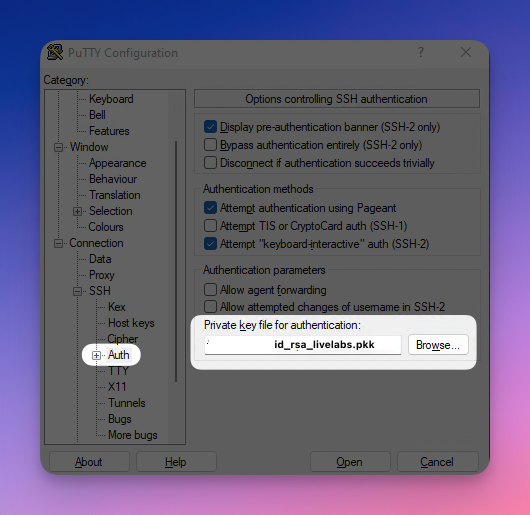 PuTTY Configuration
?
Category:
Keyboard
Bell
Features
Window
Appearance
Behaviour
Translation
Selection
Colours
Connection
Data
Proxy
SSH
Kex
Host keys
Cipher
Auth
TTY
X11
Tunnels
Bugs
More bugs
Options controlling SSH authentication
Display pre-authentication banner (SSH-2 only)
Bypass authentication entirely (SSH-2 only)
Disconnect if authentication succeeds trivially
Authentication methods
Attempt authentication using Pageant
Attempt TIS or CryptoCard auth (SSH-1)
Attempt "keyboard-interactive" auth (SSH-2)
Authentication parameters
Allow agent forwarding
Allow attempted changes of username in SSH-2
Private key file for authentication:
id_rsa_livelabs.pkk
Browse...
About
Help
Open
Cancel